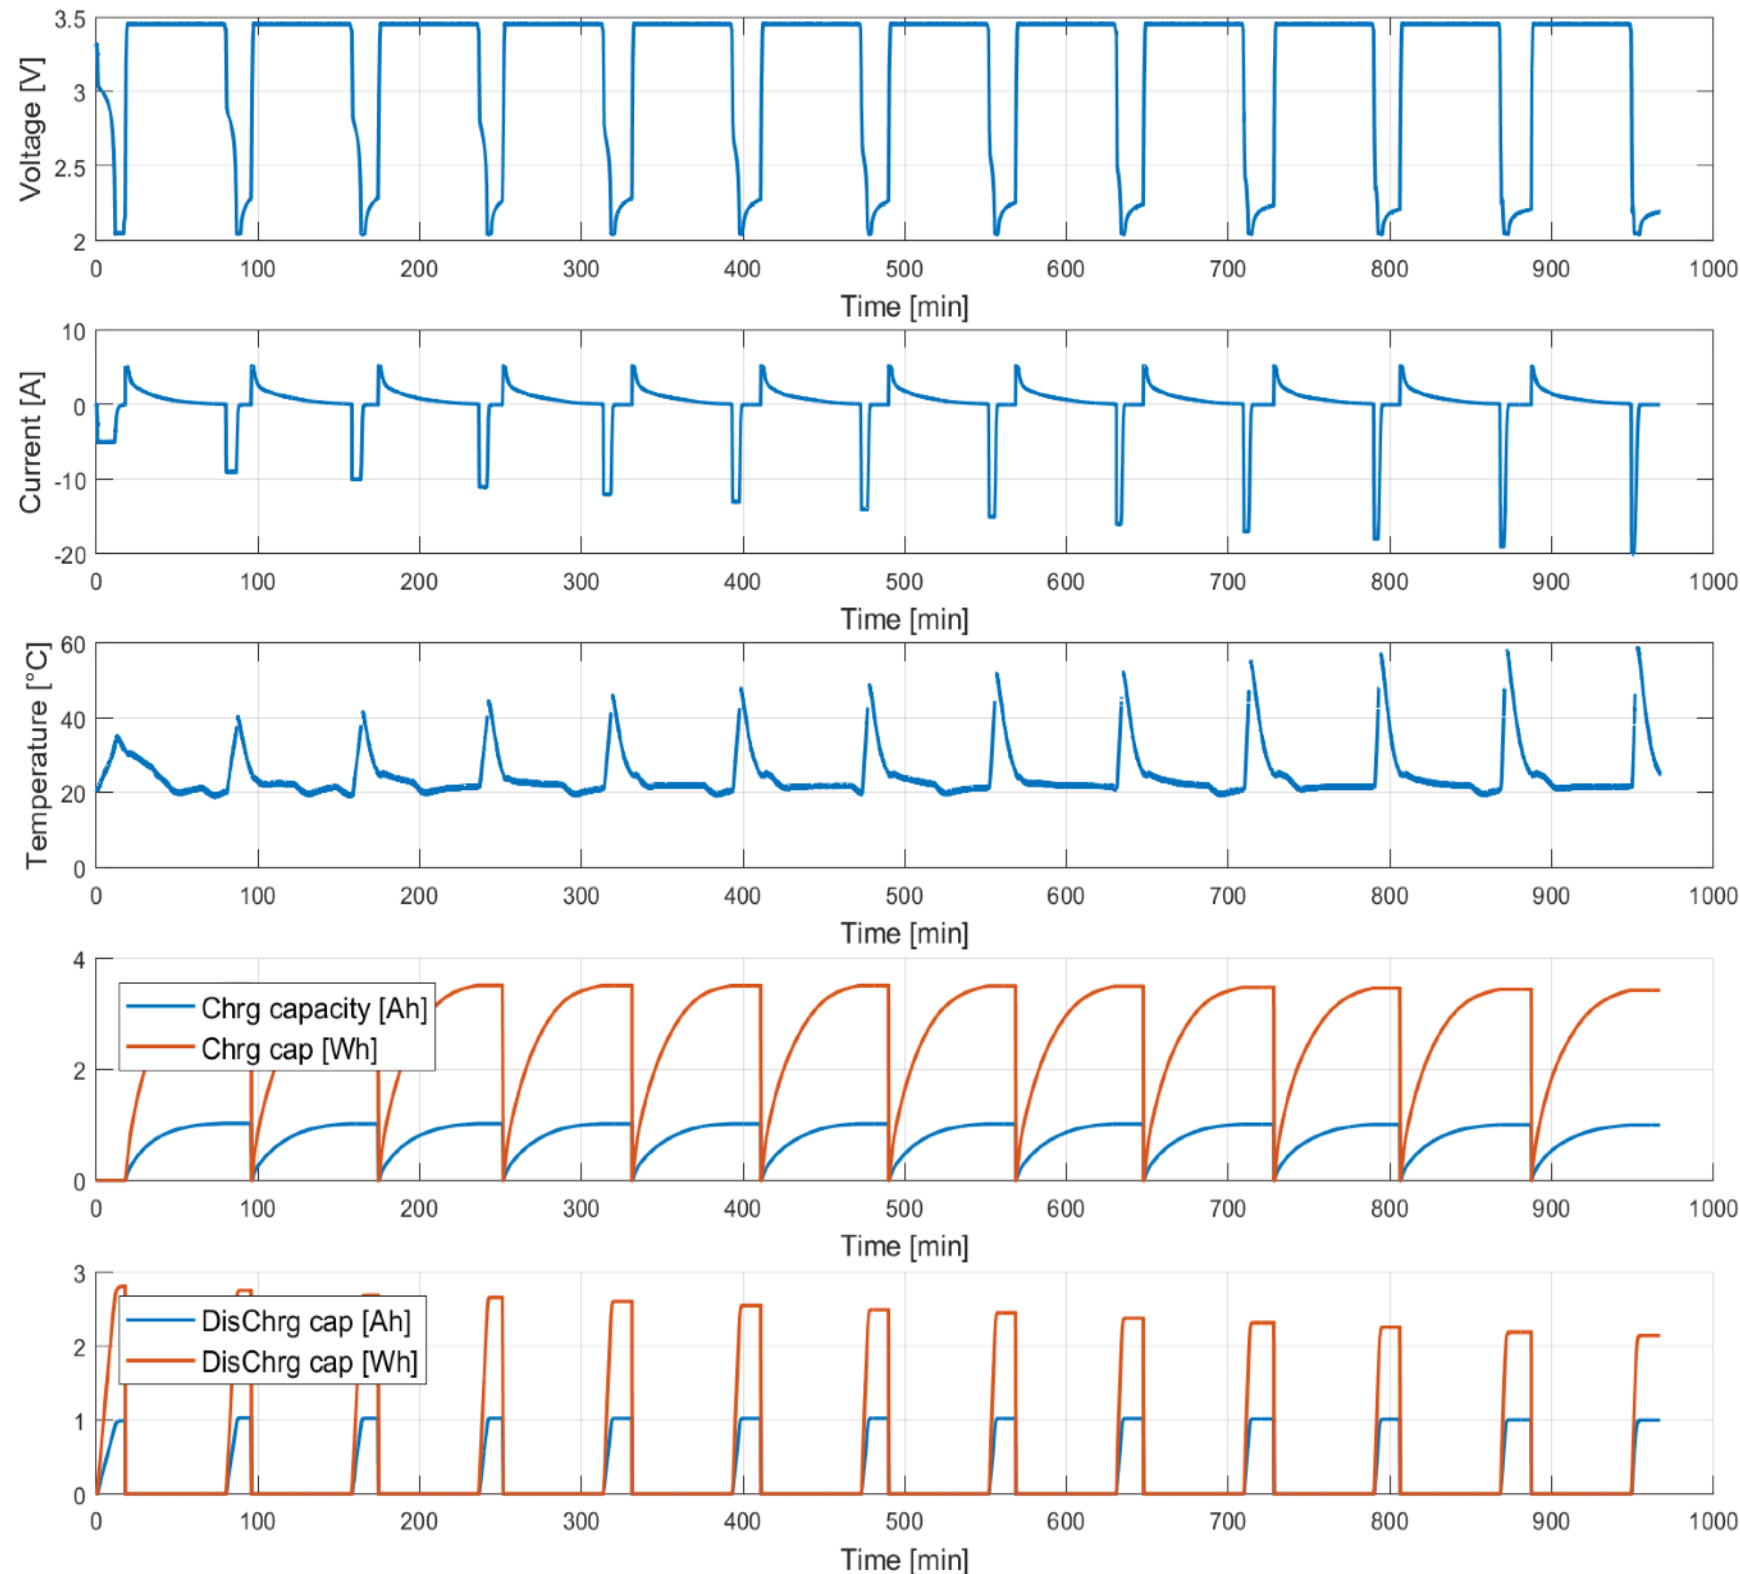 3.5
3
2.5
2
Voltage [V]
0 100 200 300 400 500 600 700 800 900 1000
Time [min]
10
0
-10
-20
Current [A]
0 100 200 300 400 500 600 700 800 900 1000
Time [min]
60
40
20
0
Temperature [°C]
0 100 200 300 400 500 600 700 800 900 1000
Time [min]
4
2
0
Chrg capacity [Ah]
Chrg cap [Wh]
0 100 200 300 400 500 600 700 800 900 1000
Time [min]
3
2
1
0
DisChrg cap [Ah]
DisChrg cap [Wh]
0 100 200 300 400 500 600 700 800 900 1000
Time [min]